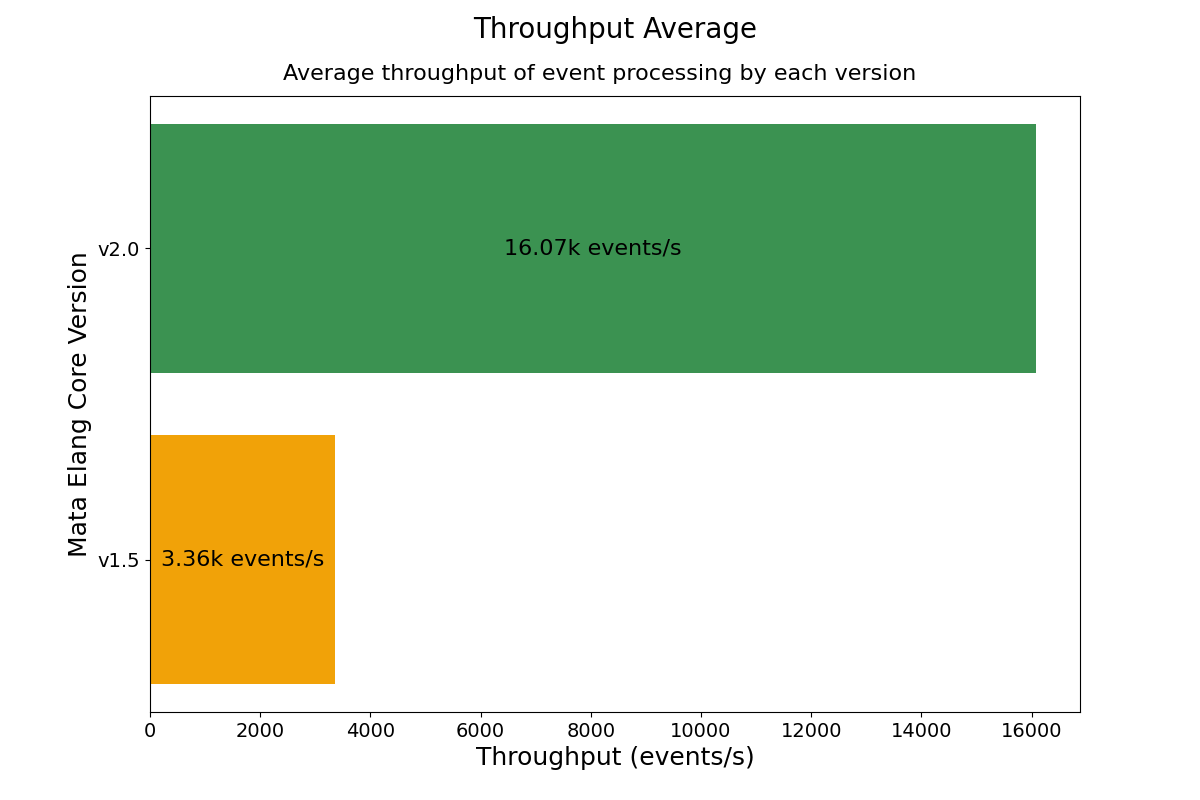 Throughput Average
Average throughput of event processing by each version
Mata Elang Core Version
v2.0
16.07k events/s
v1.5
3.36k events/s
0 2000 4000 6000 8000 10000 12000 14000 16000
Throughput (events/s)